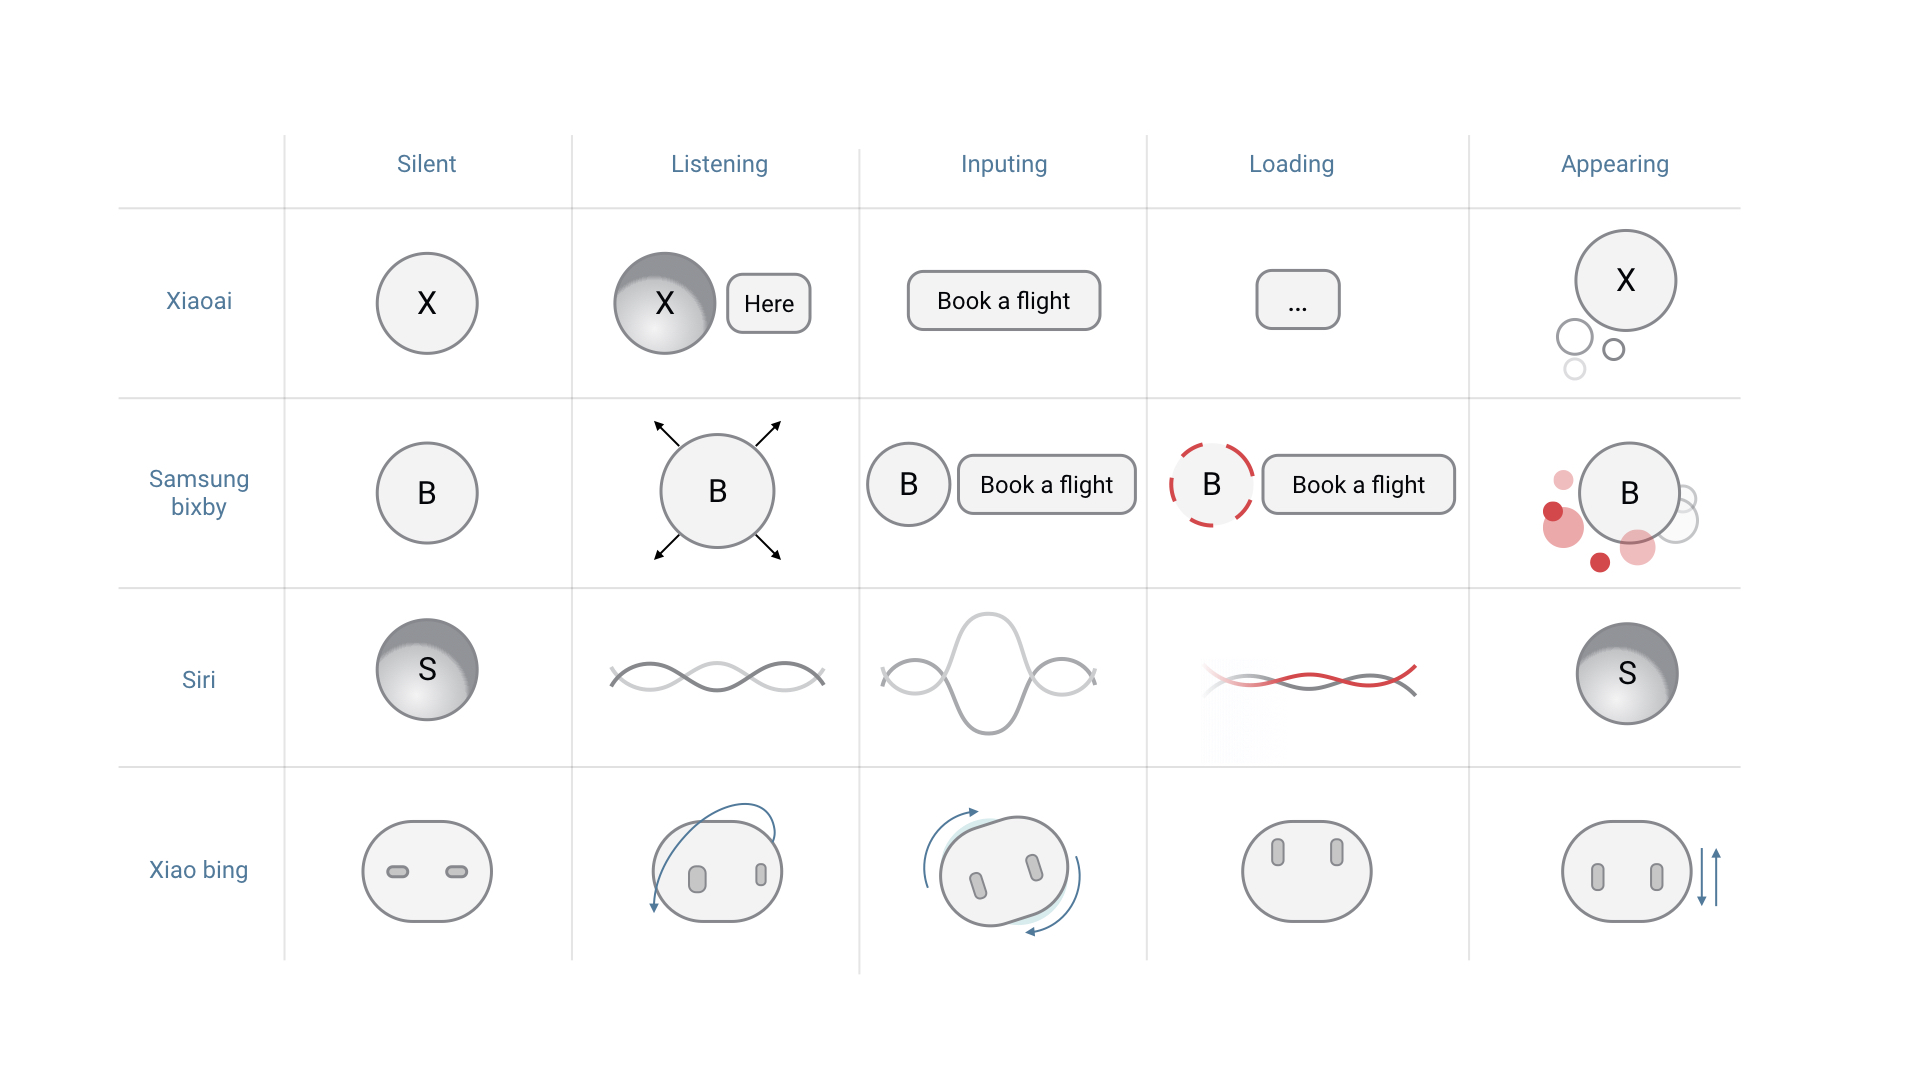 Silent
Listening
Inputing
Loading
Appearing
Xiaoai
X
X
Here
Book a flight
...
X
Samsung
bixby
B
B
B
Book a flight
B
Book a flight
B
Siri
S
S
Xiao bing